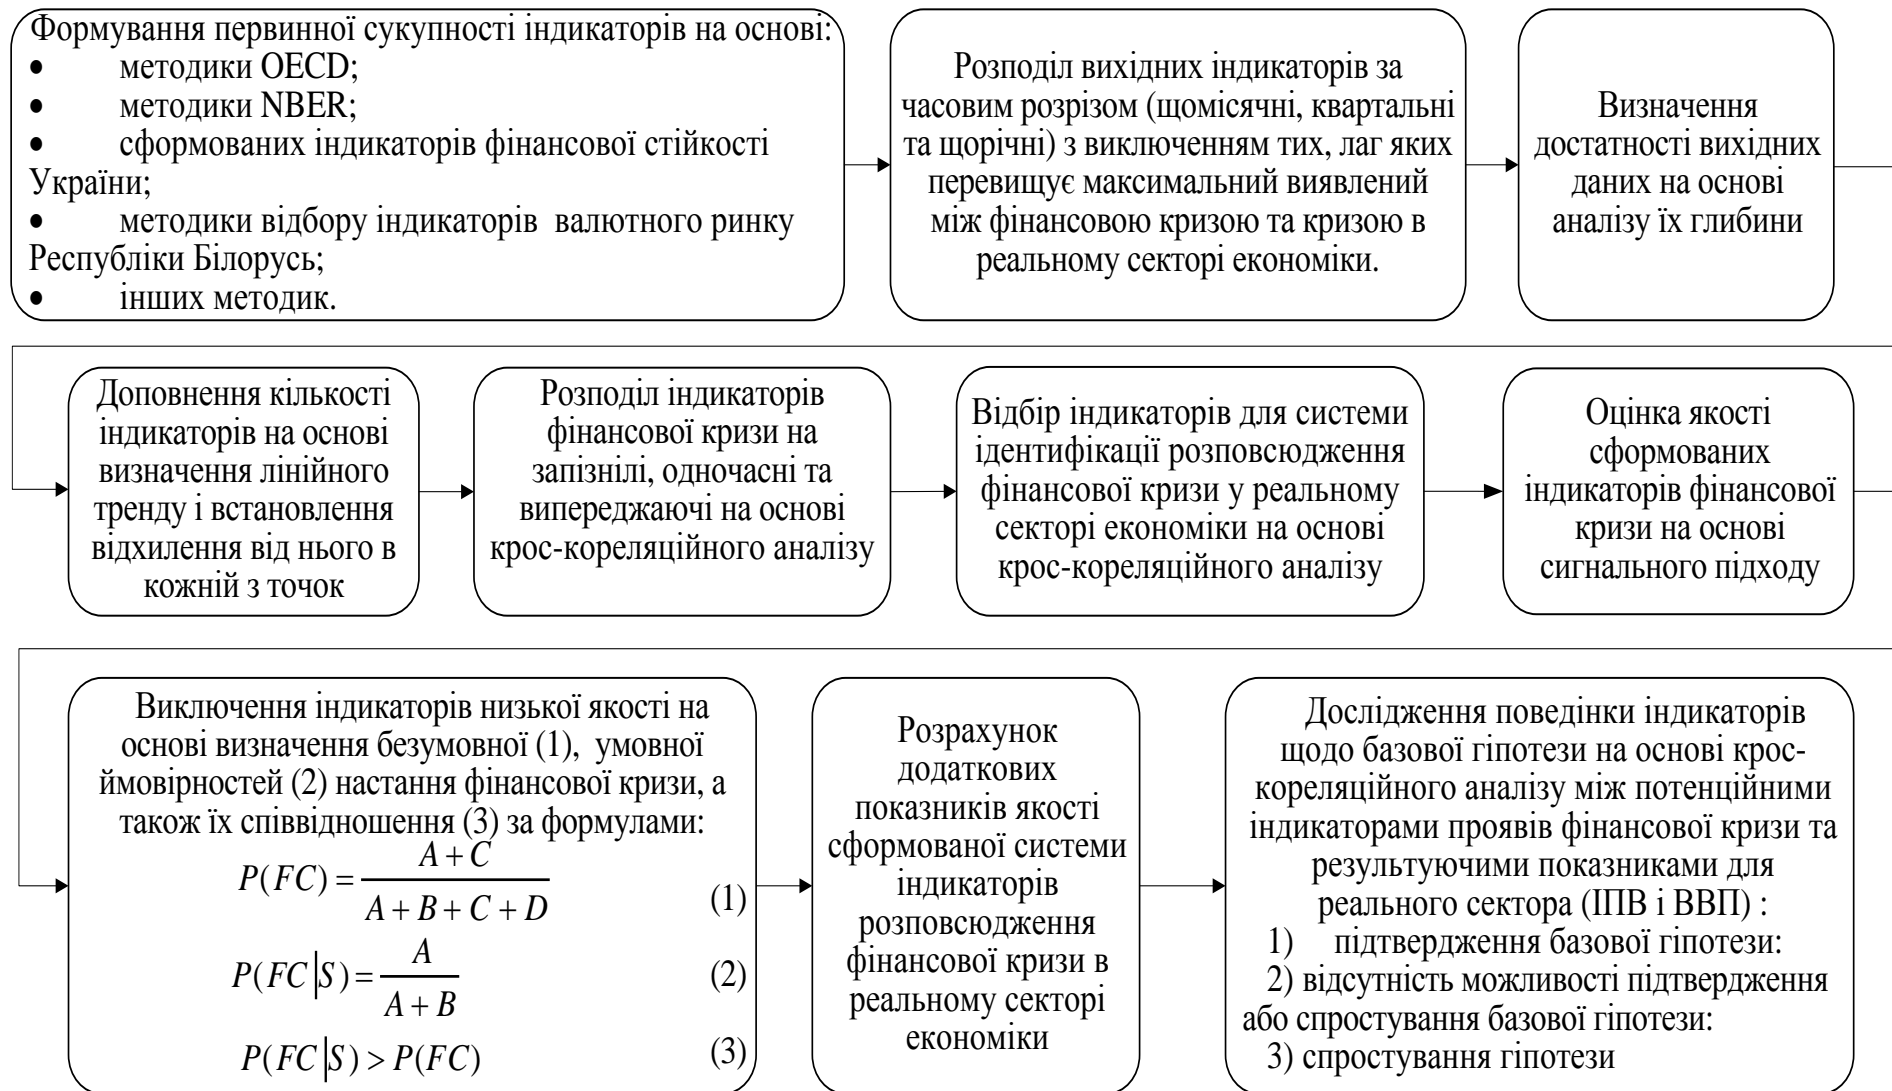 Формування первинної сукупності індикаторів на основі:
• методики OECD;
• методики NBER;
• сформованих індикаторів фінансової стійкості
України;
• методики відбору індикаторів валютного ринку
Республіки Білорусь;
• інших методик.
Розподіл вихідних індикаторів за
часовим розрізом (щомісячні, квартальні
та щорічні) з виключенням тих, лаг яких
перевищує максимальний виявлений
між фінансовою кризою та кризою в
реальному секторі економіки.
Визначення
достатності вихідних
даних на основі
аналізу їх глибини
Доповнення кількості
індикаторів на основі
визначення лінійного
тренду і встановлення
відхилення від нього в
кожній з точок
Розподіл індикаторів
фінансової кризи на
запізнілі, одночасні та
випереджаючі на основі
крос-кореляційного аналізу
Відбір індикаторів для системи
ідентифікації розповсюдження
фінансової кризи у реальному
секторі економіки на основі
крос-кореляційного аналізу
Оцінка якості
сформованих
індикаторів фінансової
кризи на основі
сигнального підходу
Виключення індикаторів низької якості на
основі визначення безумовної (1), умовної
ймовірностей (2) настання фінансової кризи, а
також їх співвідношення (3) за формулами:
P(FC) = (A + C) / (A + B + C + D) (1)
P(FC|S) = A / (A + B) (2)
P(FC|S) > P(FC) (3)
Розрахунок
додаткових
показників якості
сформованої системи
індикаторів
розповсюдження
фінансової кризи в
реальному секторі
економіки
Дослідження поведінки індикаторів
щодо базової гіпотези на основі крос-
кореляційного аналізу між потенційними
індикаторами проявів фінансової кризи та
результуючими показниками для
реального сектора (ІПВ і ВВП) :
1) підтвердження базової гіпотези:
2) відсутність можливості підтвердження
або спростування базової гіпотези:
3) спростування гіпотези